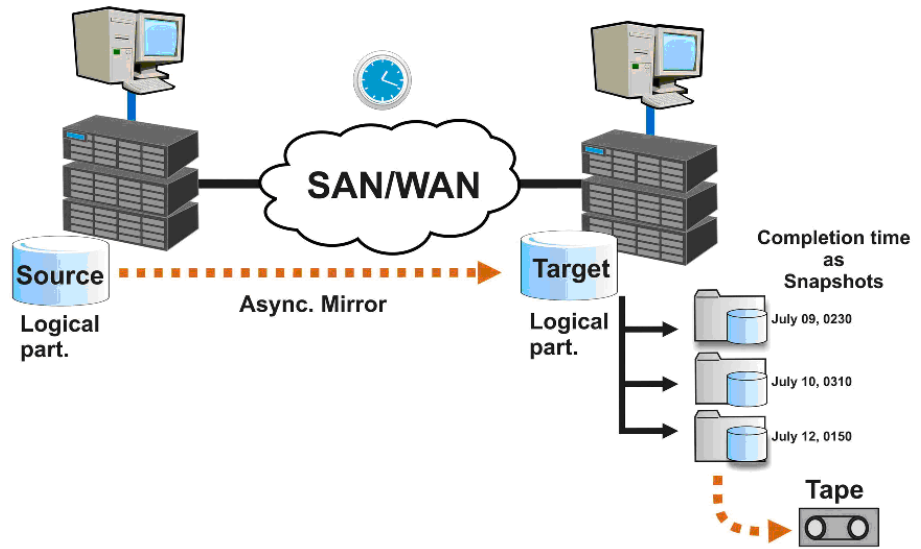 SAN/WAN
Source
Target
Async. Mirror
Logical
part.
Logical
part.
Completion time
as
Snapshots
July 09, 0230
July 10, 0310
July 12, 0150
Tape